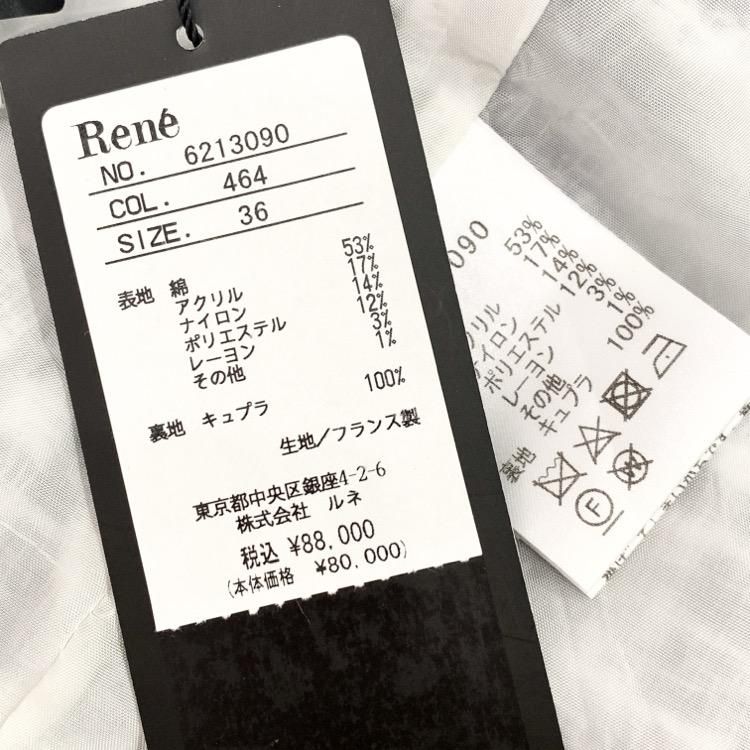 René
NO. 6213090
COL. 464
SIZE. 36
表地 綿 53%
アクリル 17%
ナイロン 14%
ポリエステル 12%
レーヨン 3%
その他 1%
裏地 キュプラ 100%
生地／フランス製
東京都中央区銀座4-2-6
株式会社 ルネ
税込 ¥88,000
(本体価格 ¥80,000)
090
53%
リル 17%
ナイロン 14%
ポリエステル 12%
レーヨン 3%
その他 1%
裏地 キュプラ 100%
F